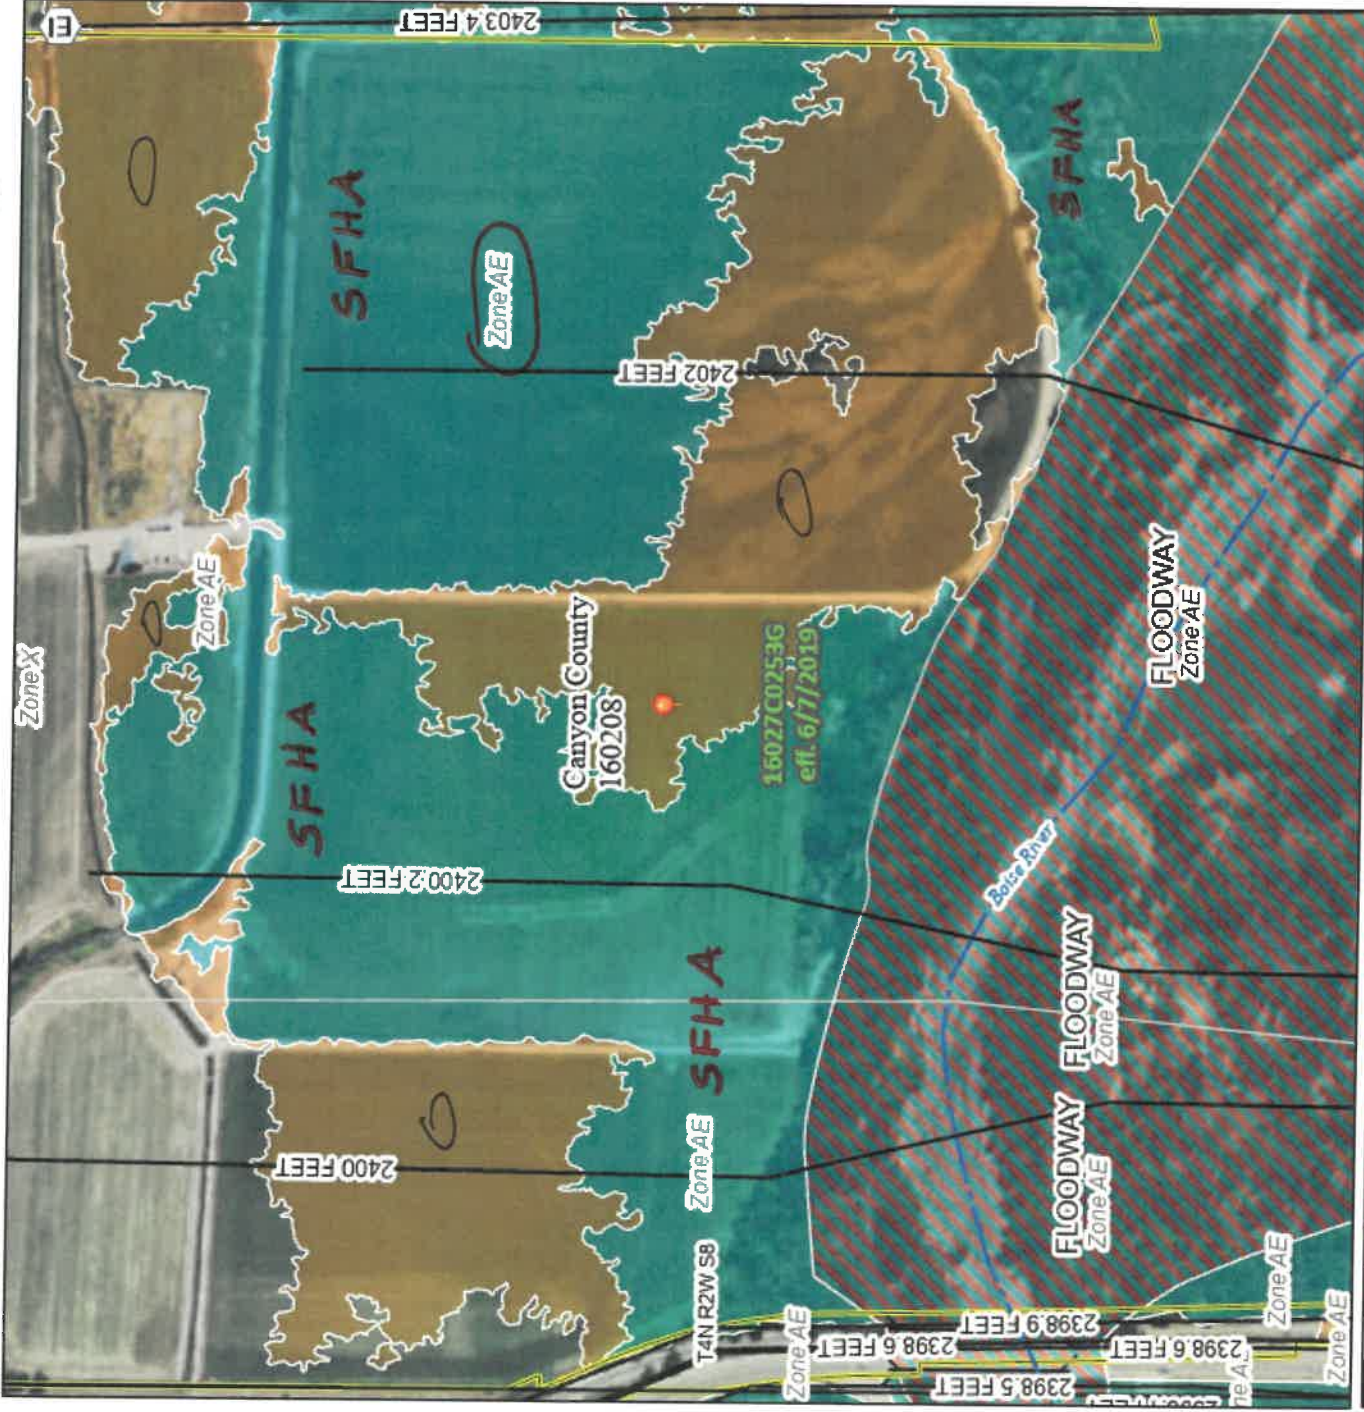 EI
2403.4 FEET
SFHA
SFHA
Zone AE
2402 FEET
Zone X
Zone AE
Canyon County
160208
16027C0253G
eff. 6/7/2019
FLOODWAY
Zone AE
SFHA
2400.2 FEET
Boise River
SFHA
FLOODWAY
Zone AE
2400 FEET
Zone AE
FLOODWAY
Zone AE
T4N R2W S8
Zone AE
2398.6 FEET
2398.9 FEET
2398.5 FEET
2398.6 FEET
Zone AE
Zone AE